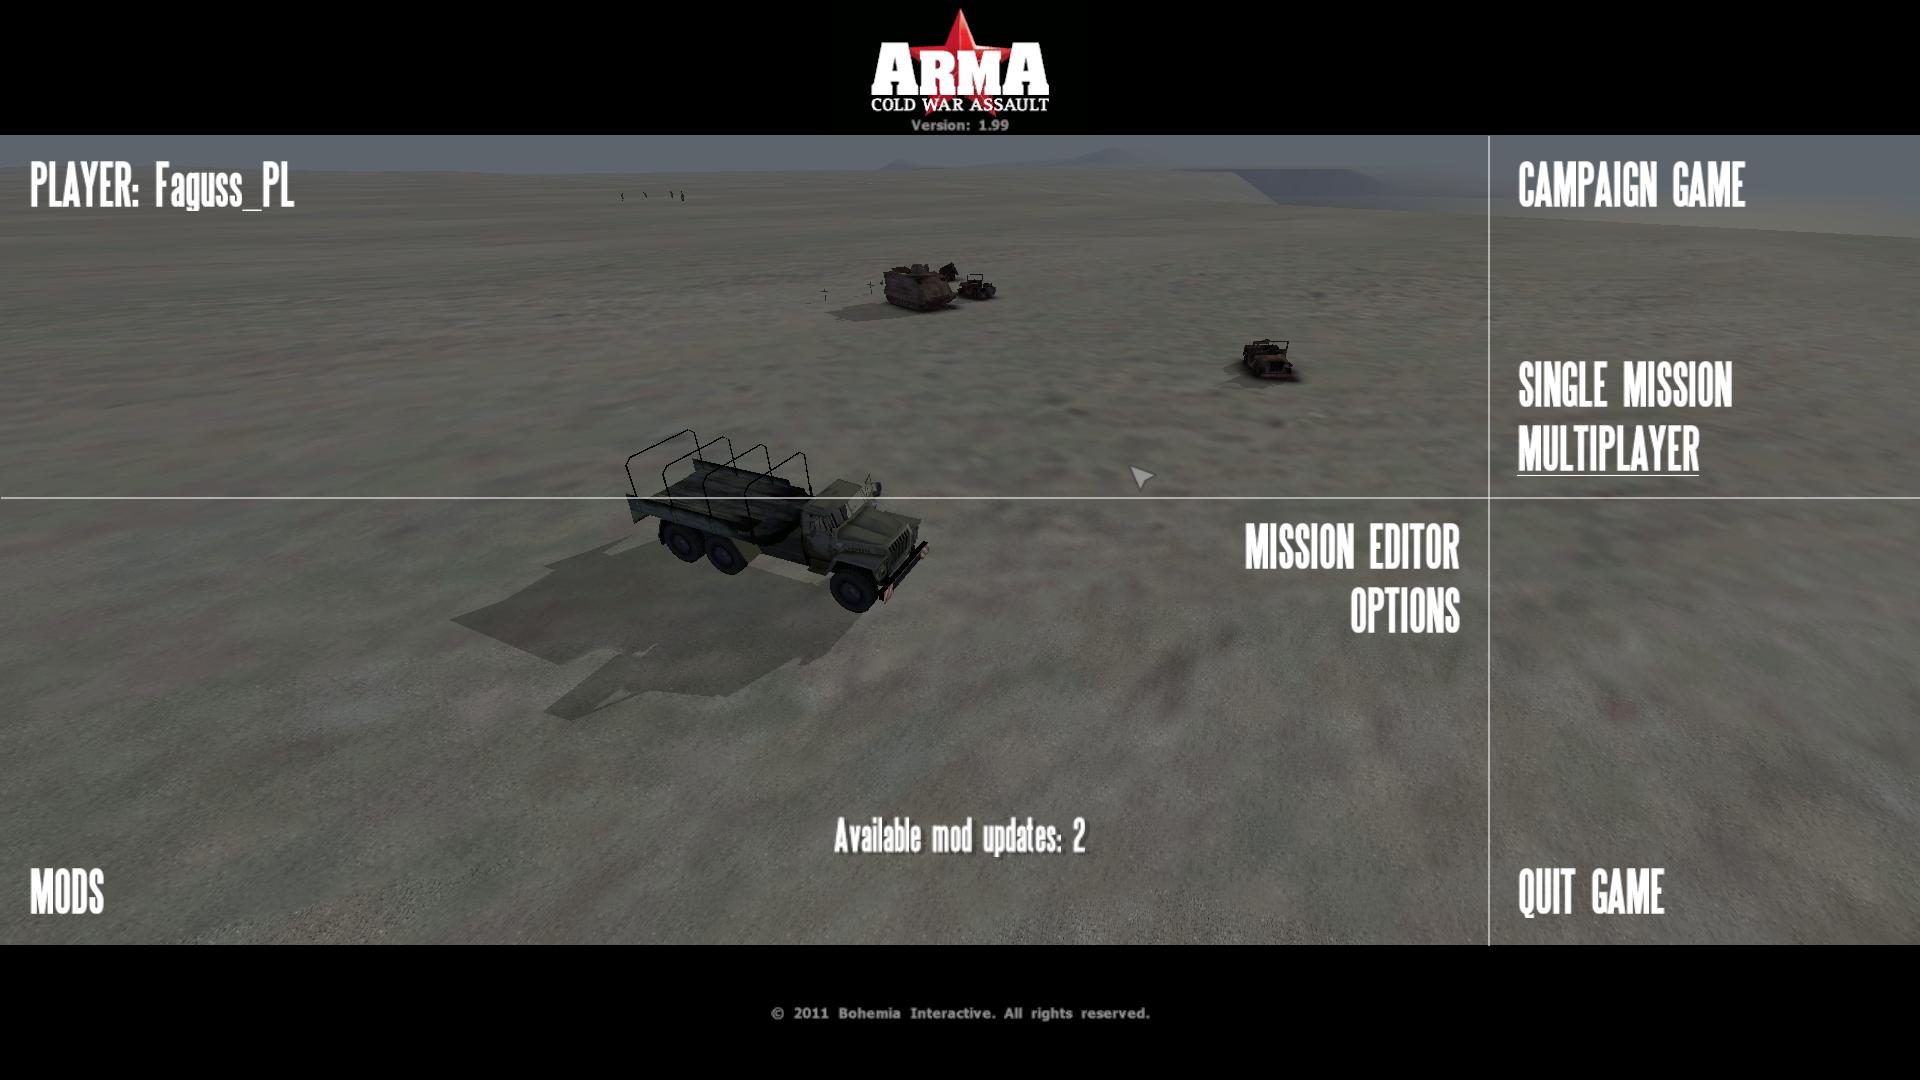 ARMA
COLD WAR ASSAULT
Version: 1.99
PLAYER: Faguss_PL
CAMPAIGN GAME
SINGLE MISSION
MULTIPLAYER
MISSION EDITOR
OPTIONS
Available mod updates: 2
MODS
QUIT GAME
© 2011 Bohemia Interactive. All rights reserved.